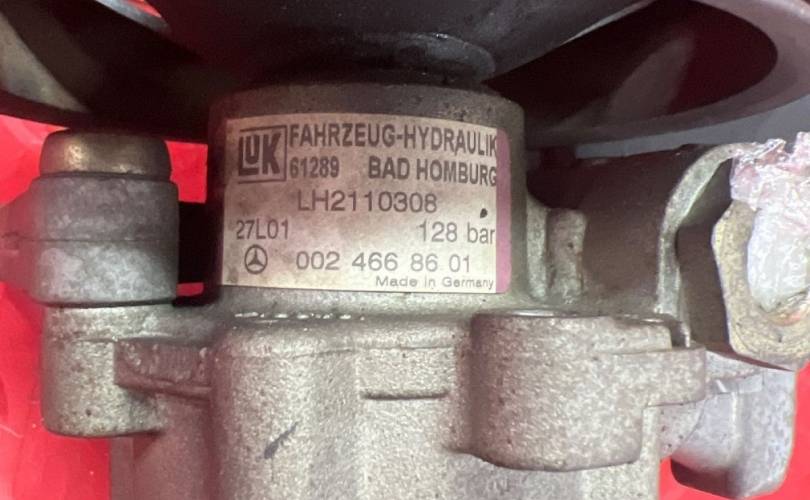 LUK FAHRZEUG-HYDRAULIK
61289 BAD HOMBURG
LH2110308
27L01 128 bar
002 466 86 01
Made in Germany